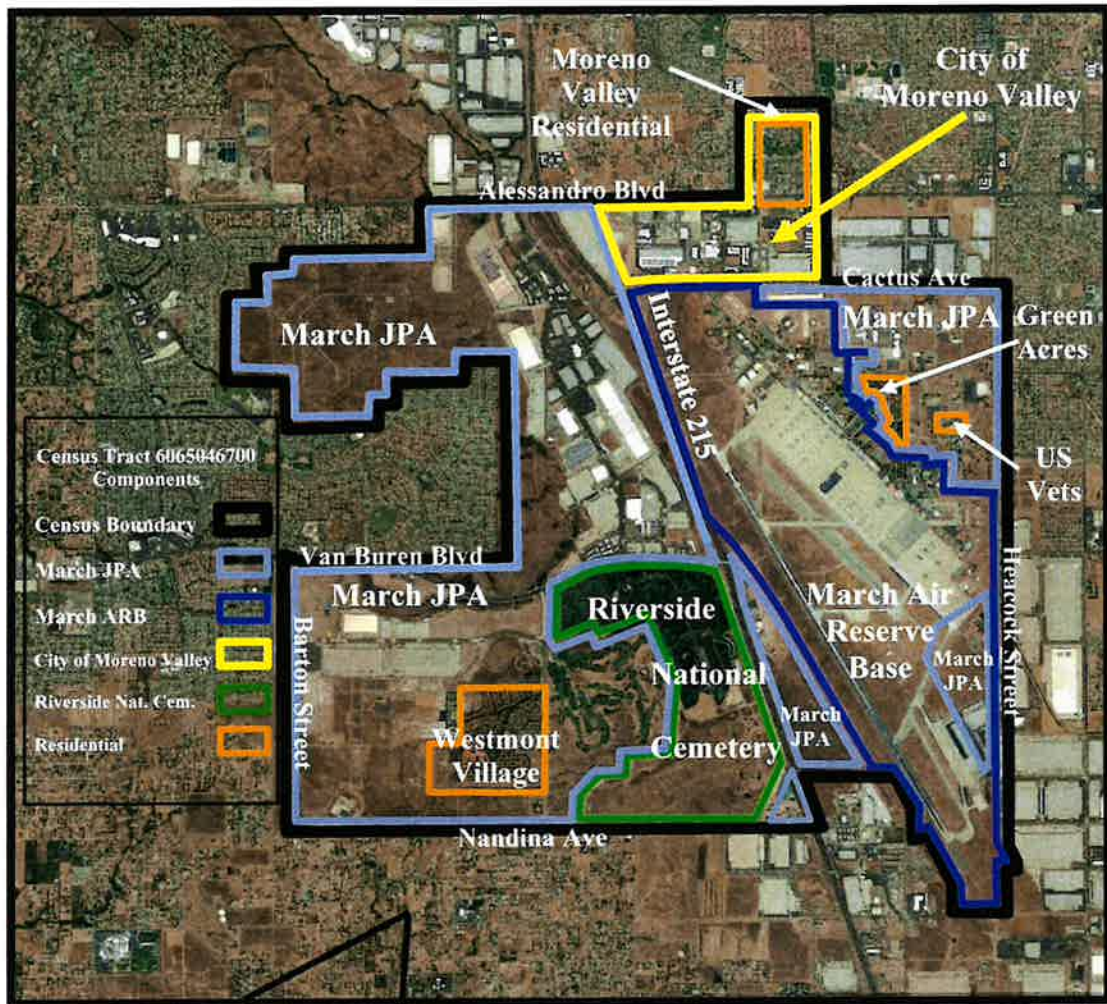 Moreno
Valley
Residential
City of
Moreno Valley
Alessandro Blvd
Cactus Ave
March JPA
March JPA
Green
Acres
Interstate 215
US
Vets
Census Tract 6065046700
Components
Census Boundary
March JPA
March ARB
City of Moreno Valley
Riverside Nat. Cem.
Residential
Van Buren Blvd
March JPA
Barton Street
Riverside
National
Cemetery
March Air
Reserve
Base
March
JPA
Heacock Street
March
JPA
Westmont
Village
Nandina Ave